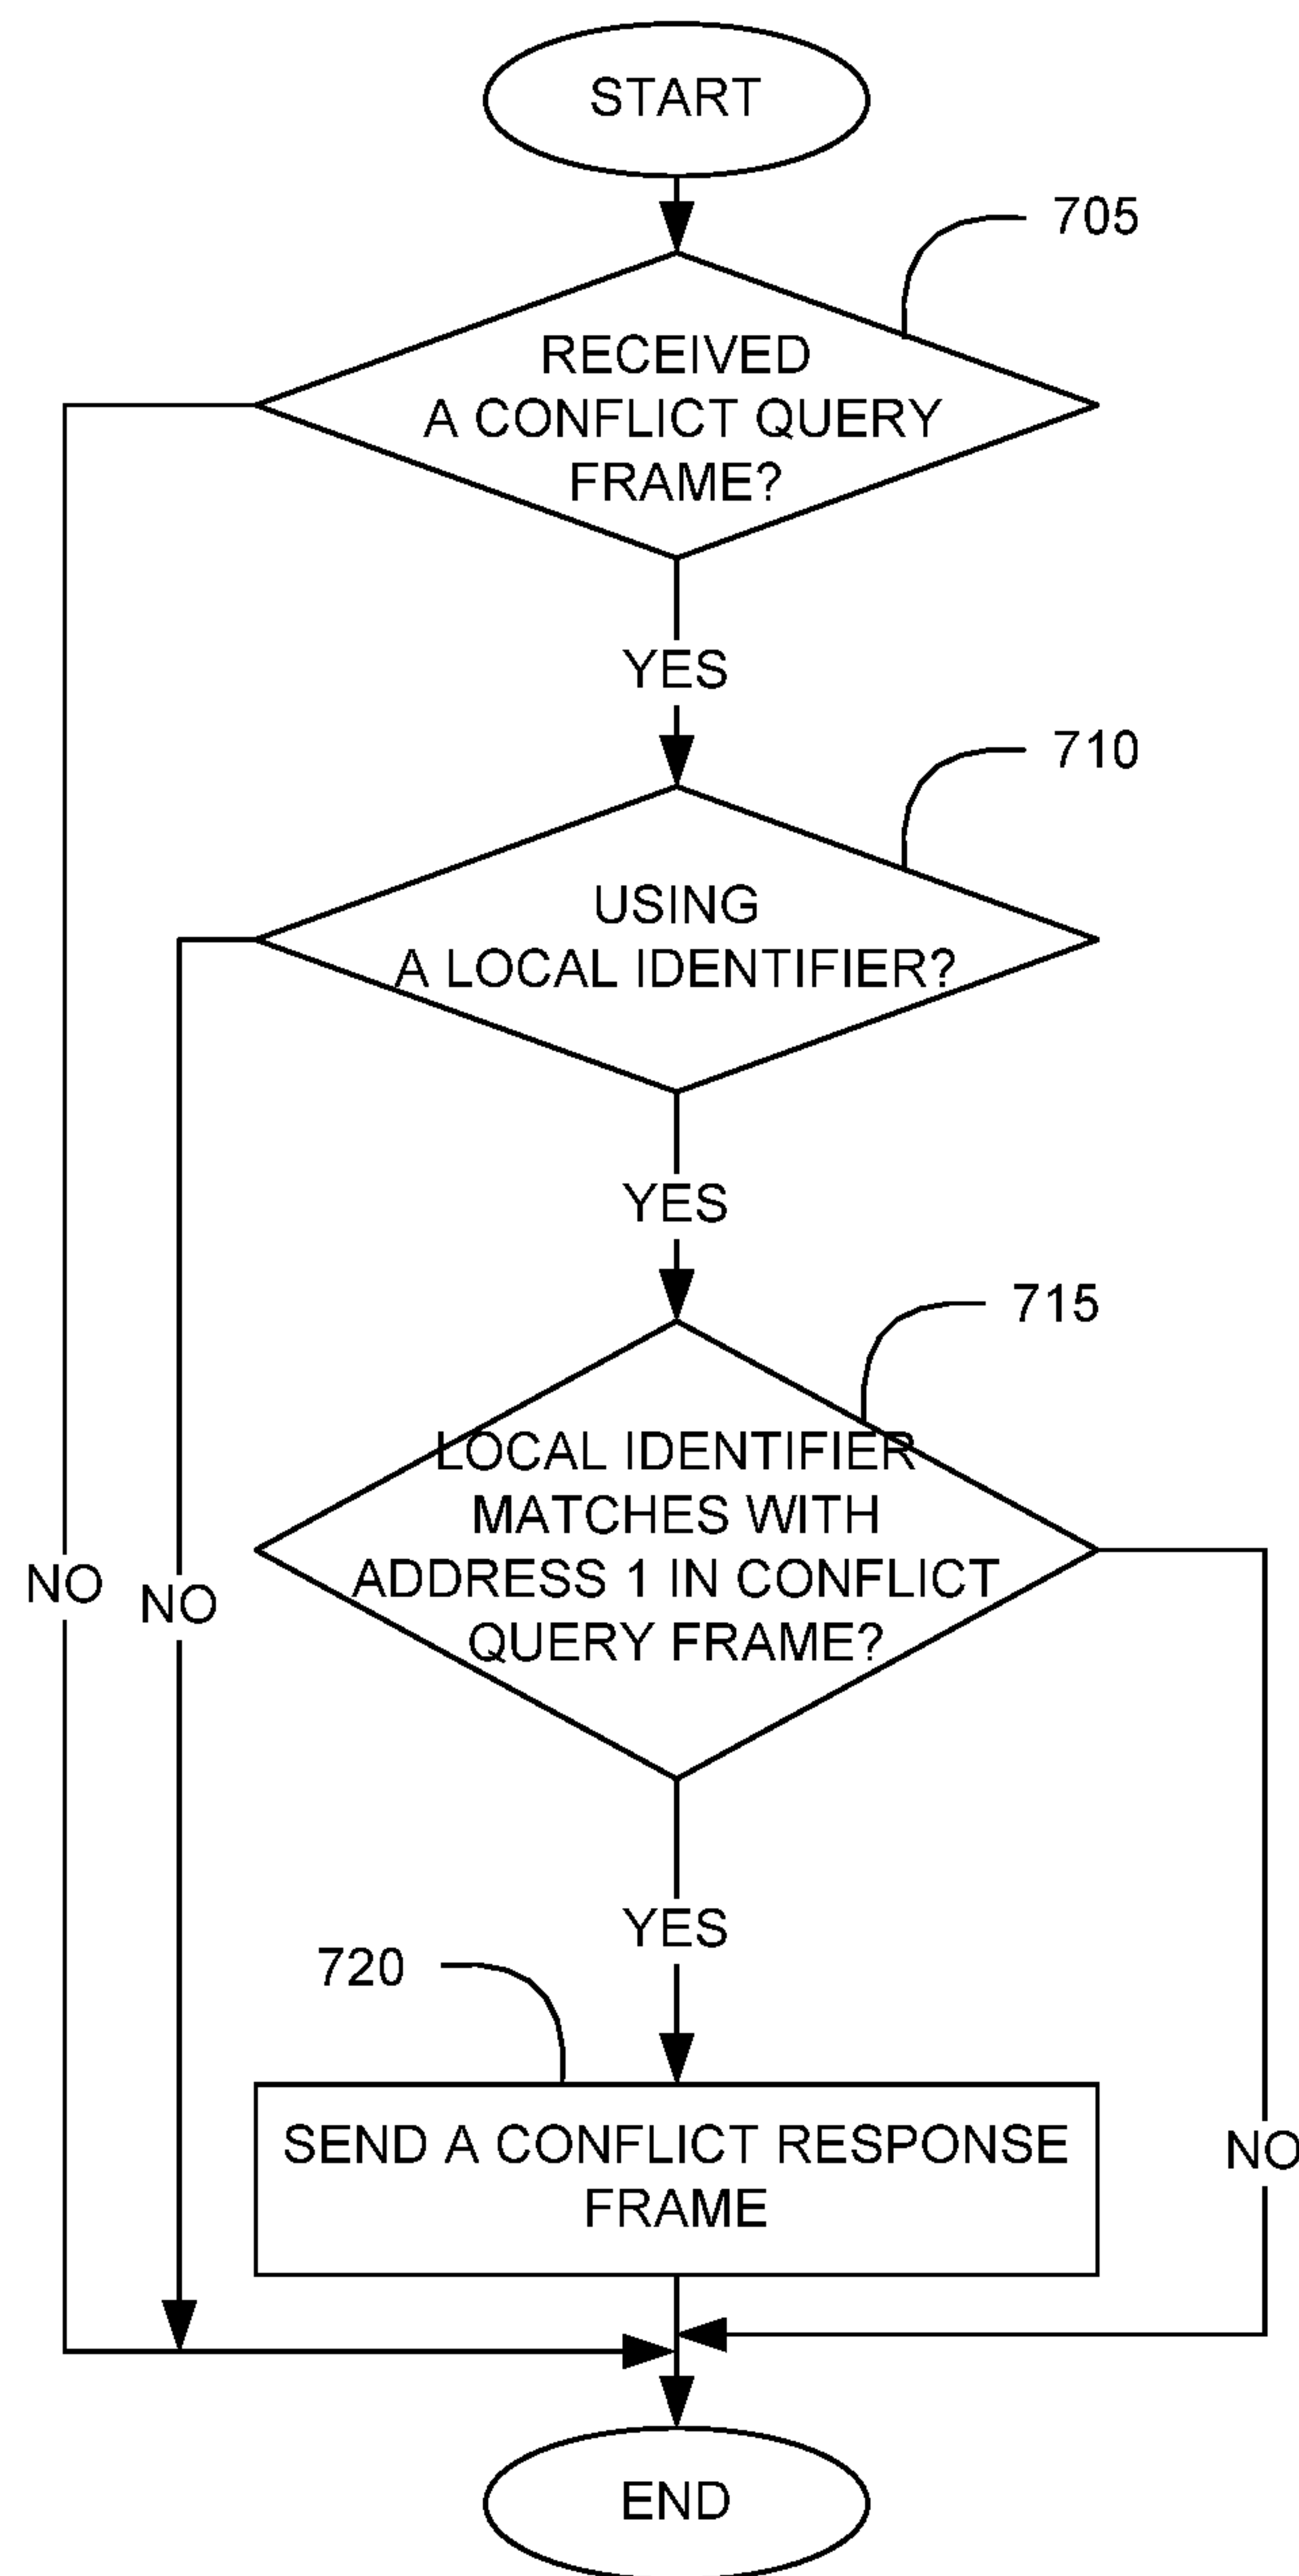 START
705
RECEIVED
A CONFLICT QUERY
FRAME?
YES
710
USING
A LOCAL IDENTIFIER?
YES
715
LOCAL IDENTIFIER
MATCHES WITH
ADDRESS 1 IN CONFLICT
QUERY FRAME?
NO
NO
YES
720
SEND A CONFLICT RESPONSE
FRAME
NO
END